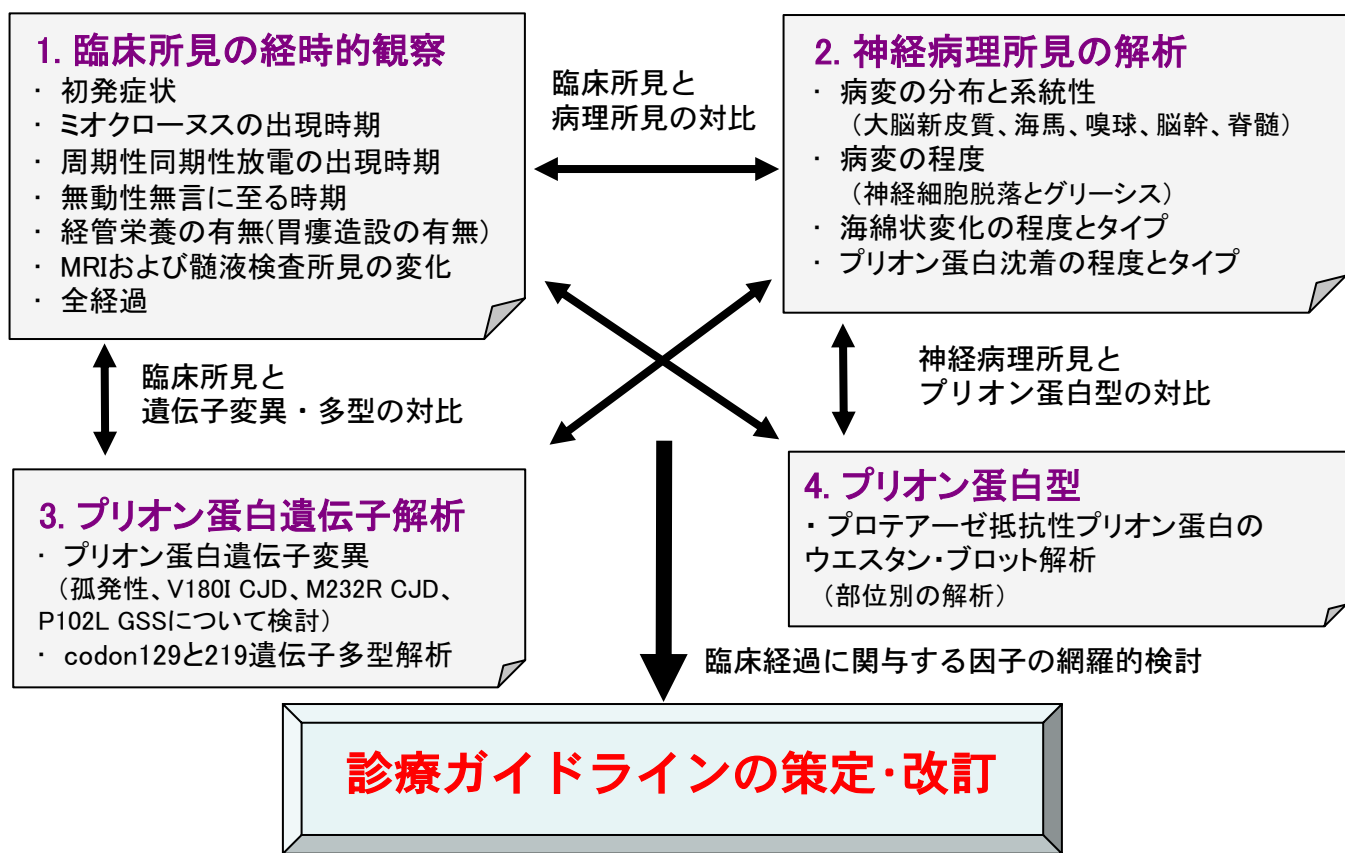 1. 臨床所見の経時的観察
・ 初発症状
・ ミオクローヌスの出現時期
・ 周期性同期性放電の出現時期
・ 無動性無言に至る時期
・ 経管栄養の有無(胃瘻造設の有無)
・ MRIおよび髄液検査所見の変化
・ 全経過
臨床所見と
病理所見の対比
2. 神経病理所見の解析
・ 病変の分布と系統性
（大脳新皮質、海馬、嗅球、脳幹、脊髄）
・ 病変の程度
（神経細胞脱落とグリーシス）
・ 海綿状変化の程度とタイプ
・ プリオン蛋白沈着の程度とタイプ
臨床所見と
遺伝子変異・多型の対比
神経病理所見と
プリオン蛋白型の対比
3. プリオン蛋白遺伝子解析
・ プリオン蛋白遺伝子変異
（孤発性、V180I CJD、M232R CJD、
P102L GSSについて検討）
・ codon129と219遺伝子多型解析
4. プリオン蛋白型
・プロテアーゼ抵抗性プリオン蛋白の
ウエスタン・ブロット解析
（部位別の解析）
臨床経過に関与する因子の網羅的検討
診療ガイドラインの策定・改訂